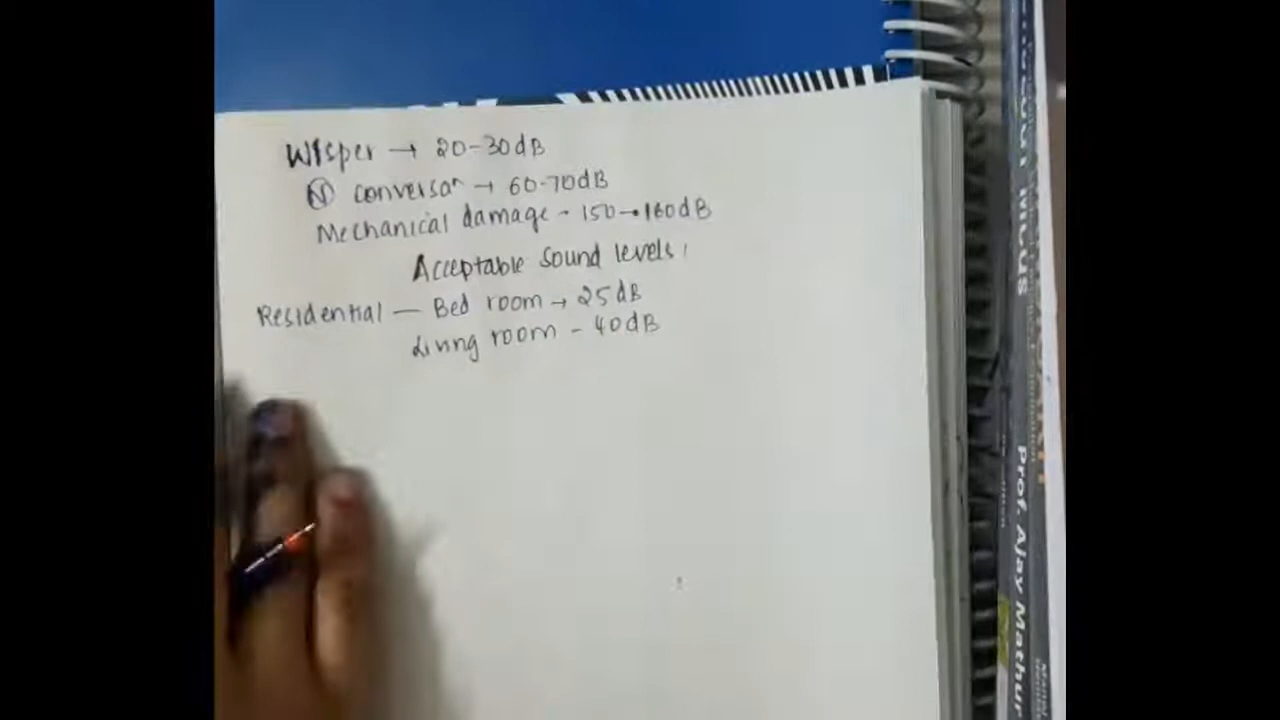 Wisper → 20-30dB
Ⓝ conversaⁿ → 60-70dB
Mechanical damage - 150-160dB
Acceptable sound levels:
Residential — Bed room → 25dB
Living room - 40dB
Prof. Ajay Mathur